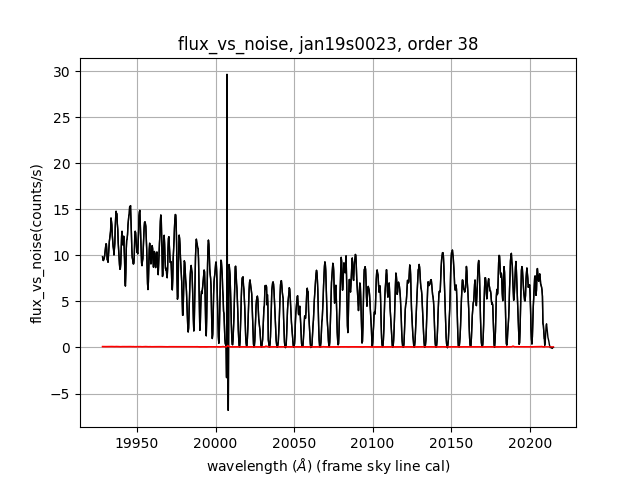 flux_vs_noise, jan19s0023, order 38
30
25
20
15
10
5
0
−5
flux_vs_noise(counts/s)
19950 20000 20050 20100 20150 20200
wavelength (Å) (frame sky line cal)